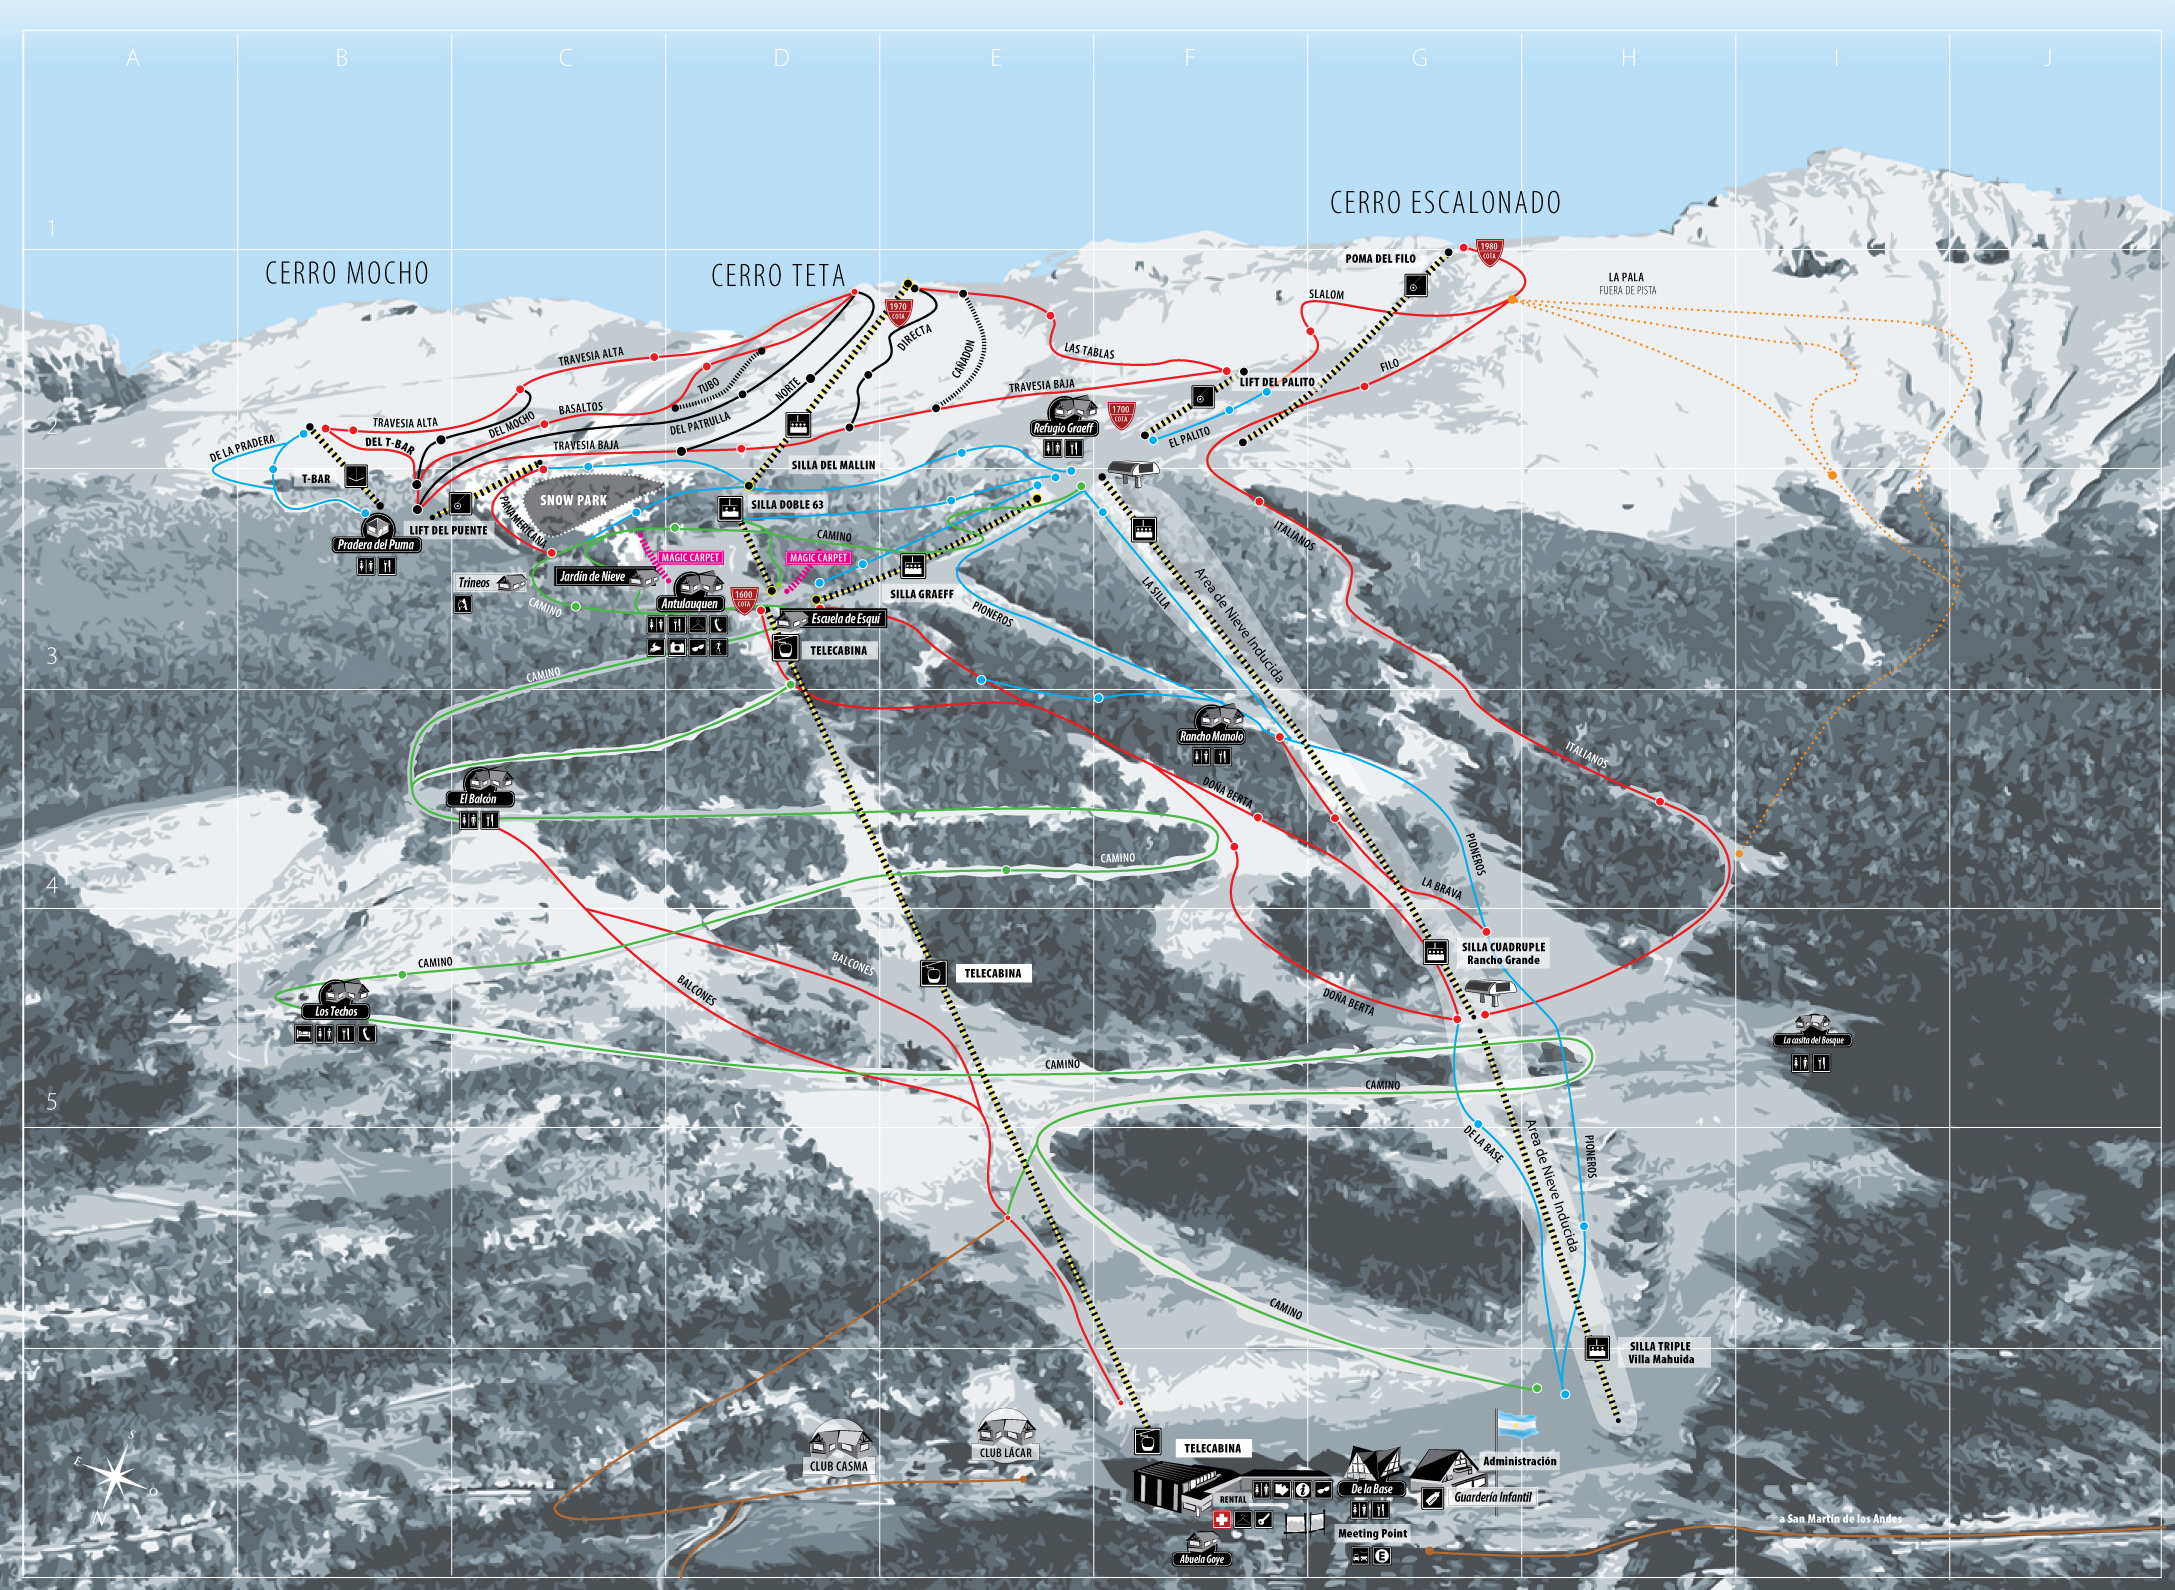 A B C D E F G H I J
1
CERRO ESCALONADO
1980
COTA
POMA DEL FILO
LA PALA
FUERA DE PISTA
CERRO MOCHO
CERRO TETA
SLALOM
1970
COTA
DIRECTA
CAÑADON
LAS TABLAS
FILO
TRAVESIA ALTA
TUBO
NORTE
TRAVESIA BAJA
LIFT DEL PALITO
BASALTOS
1700
COTA
2
TRAVESIA ALTA
DEL MOCHO
DEL PATRULLA
Refugio Graeff
EL PALITO
DE LA PRADERA
DEL T-BAR
TRAVESIA BAJA
SILLA DEL MALLIN
T-BAR
SNOW PARK
SILLA DOBLE 63
PANAMERICANA
LIFT DEL PUENTE
CAMINO
ITALIANOS
Pradera del Puma
MAGIC CARPET
MAGIC CARPET
Trineos
Jardín de Nieve
SILLA GRAEFF
LA SILLA
Area de Nieve Inducida
CAMINO
Antulauquen
1600
COTA
Escuela de Esquí
PIONEROS
3
TELECABINA
CAMINO
Rancho Manolo
ITALIANOS
El Balcón
DOÑA BERTA
PIONEROS
CAMINO
4
LA BRAVA
SILLA CUADRUPLE
Rancho Grande
CAMINO
BALCONES
TELECABINA
BALCONES
DOÑA BERTA
Los Techos
La casita del Bosque
CAMINO
CAMINO
5
DE LA BASE
Area de Nieve Inducida
PIONEROS
CAMINO
SILLA TRIPLE
Villa Mahuida
S
E
O
N
CLUB CASMA
CLUB LÁCAR
TELECABINA
Administración
RENTAL
De la Base
Guardería Infantil
a San Martín de los Andes
Meeting Point
Abuela Goye
E